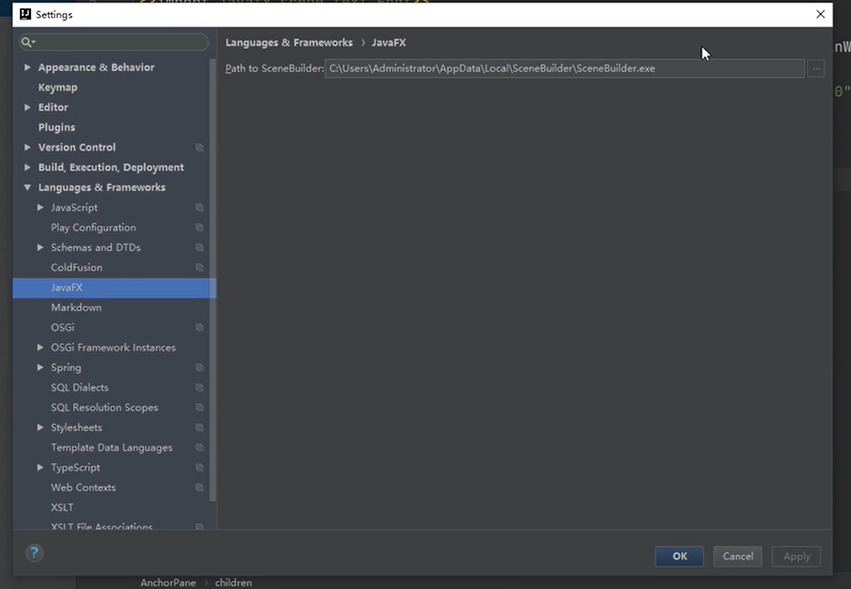 Settings
Languages & Frameworks › JavaFX
Path to SceneBuilder: C:\Users\Administrator\AppData\Local\SceneBuilder\SceneBuilder.exe ...
Appearance & Behavior
Keymap
Editor
Plugins
Version Control
Build, Execution, Deployment
Languages & Frameworks
JavaScript
Play Configuration
Schemas and DTDs
ColdFusion
JavaFX
Markdown
OSGi
OSGi Framework Instances
Spring
SQL Dialects
SQL Resolution Scopes
Stylesheets
Template Data Languages
TypeScript
Web Contexts
XSLT
XSLT File Associations
?
OK Cancel Apply
AnchorPane › children